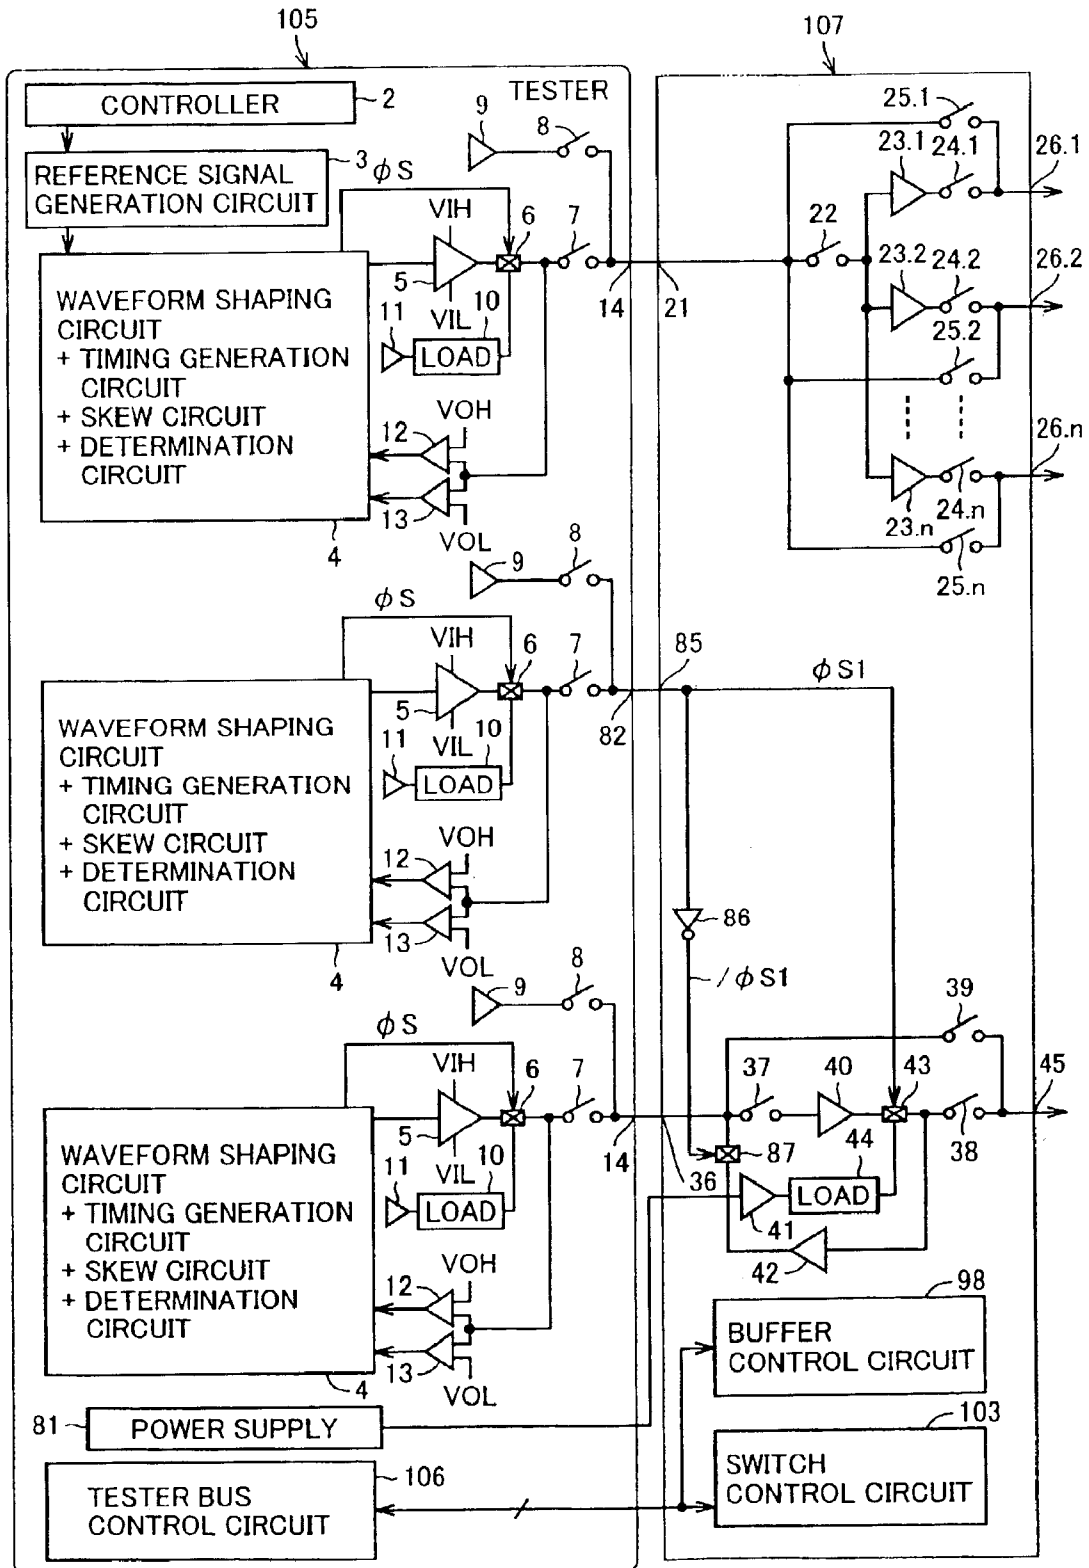 105
107
CONTROLLER
2
TESTER
REFERENCE SIGNAL
GENERATION CIRCUIT
3
ϕS
9
8
VIH
6
7
5
VIL
11
10
LOAD
14
21
WAVEFORM SHAPING
CIRCUIT
+ TIMING GENERATION
CIRCUIT
+ SKEW CIRCUIT
+ DETERMINATION
CIRCUIT
VOH
12
13
VOL
4
25.1
23.1
24.1
26.1
22
23.2
24.2
26.2
25.2
26.n
23.n
24.n
25.n
9
8
ϕS
VIH
6
7
5
VIL
11
10
LOAD
82
85
ϕS1
WAVEFORM SHAPING
CIRCUIT
+ TIMING GENERATION
CIRCUIT
+ SKEW CIRCUIT
+ DETERMINATION
CIRCUIT
VOH
12
13
VOL
4
86
/ϕS1
9
8
ϕS
VIH
6
7
5
VIL
11
10
LOAD
14
36
WAVEFORM SHAPING
CIRCUIT
+ TIMING GENERATION
CIRCUIT
+ SKEW CIRCUIT
+ DETERMINATION
CIRCUIT
VOH
12
13
VOL
4
39
37
40
43
45
38
87
44
LOAD
41
42
98
BUFFER
CONTROL CIRCUIT
81
POWER SUPPLY
103
SWITCH
CONTROL CIRCUIT
106
TESTER BUS
CONTROL CIRCUIT